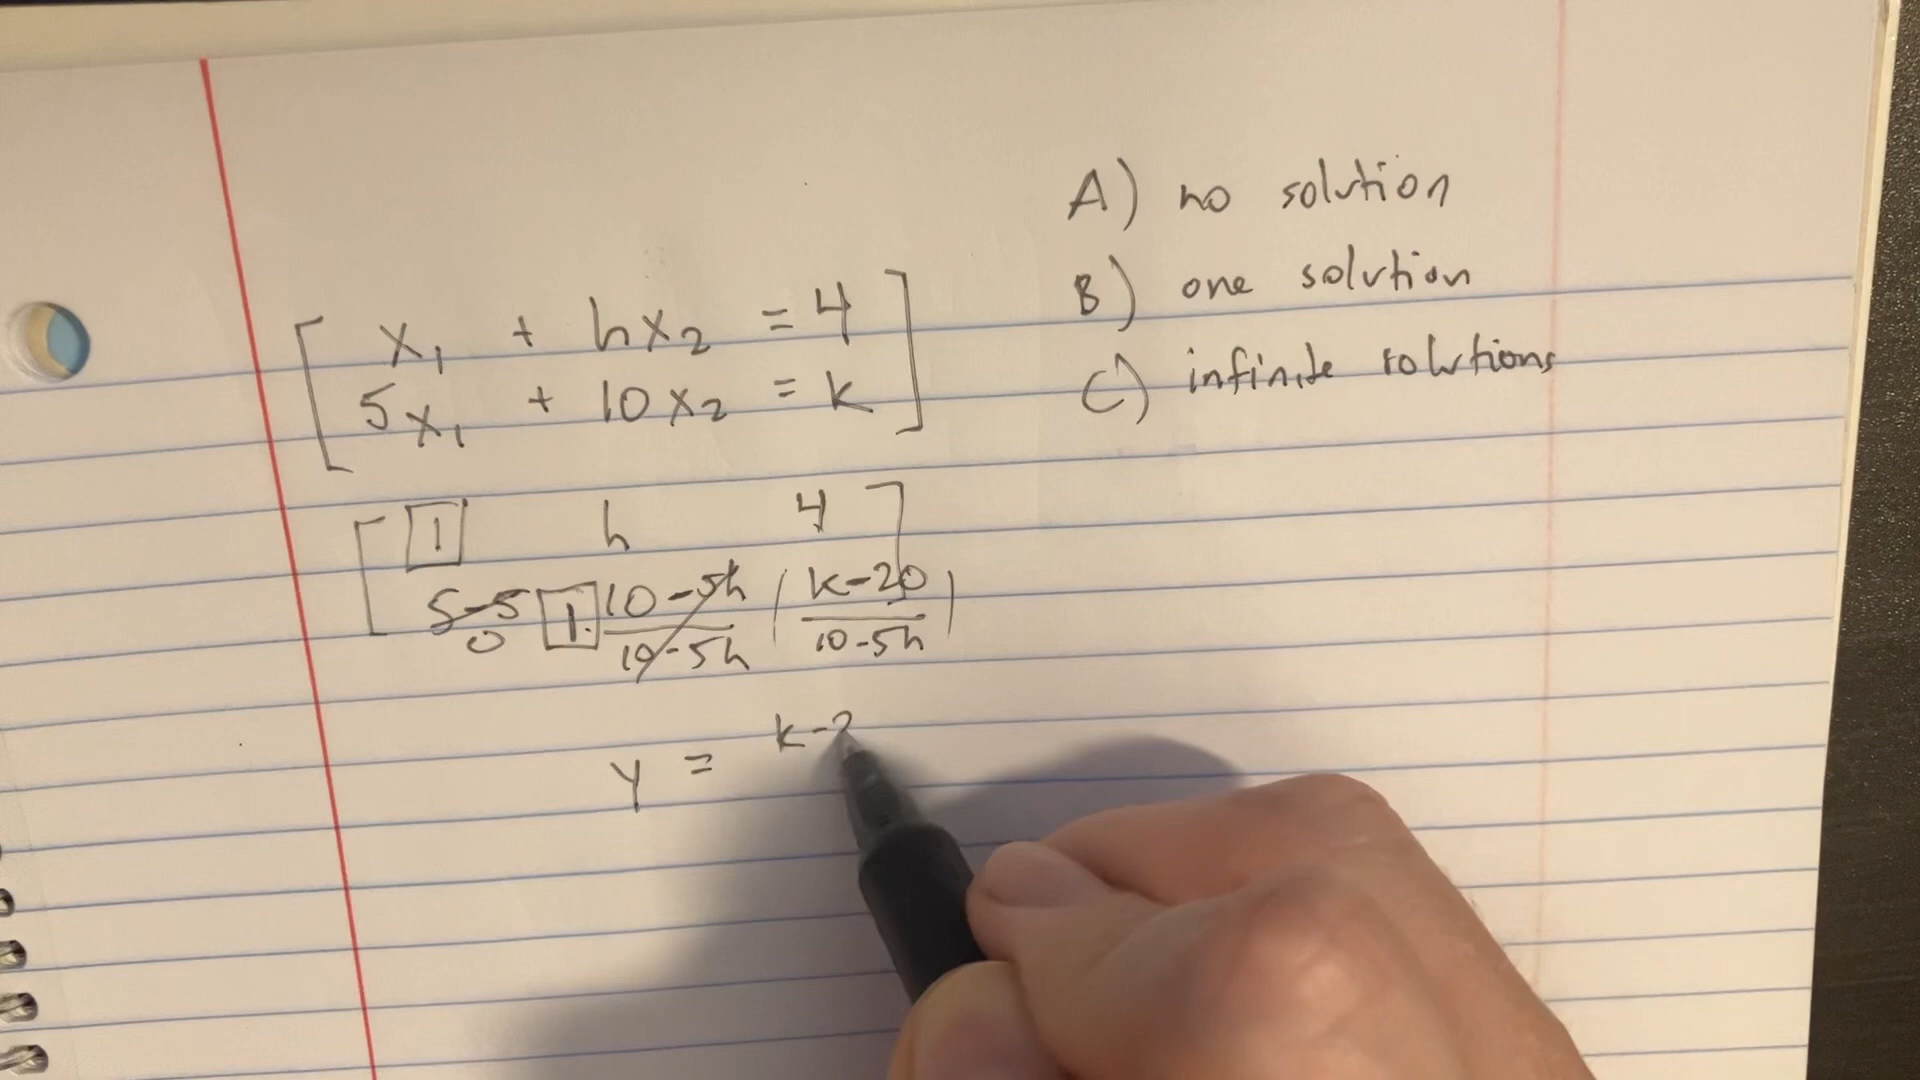 A) no solution
B) one solution
C) infinite solutions
x₁ + hx₂ = 4
5x₁ + 10x₂ = k
1 h 4
5-5 1 10-5h k-20
0 10-5h 10-5h
y = k-2